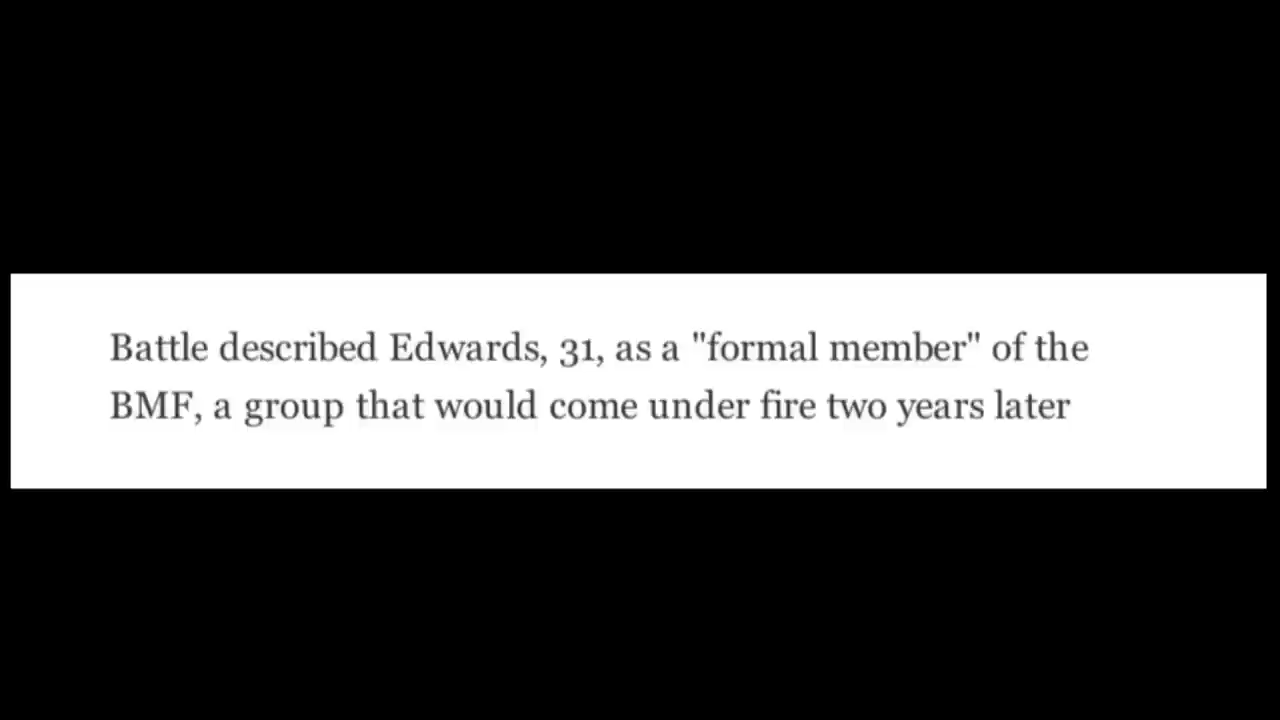 Battle described Edwards, 31, as a "formal member" of the
BMF, a group that would come under fire two years later